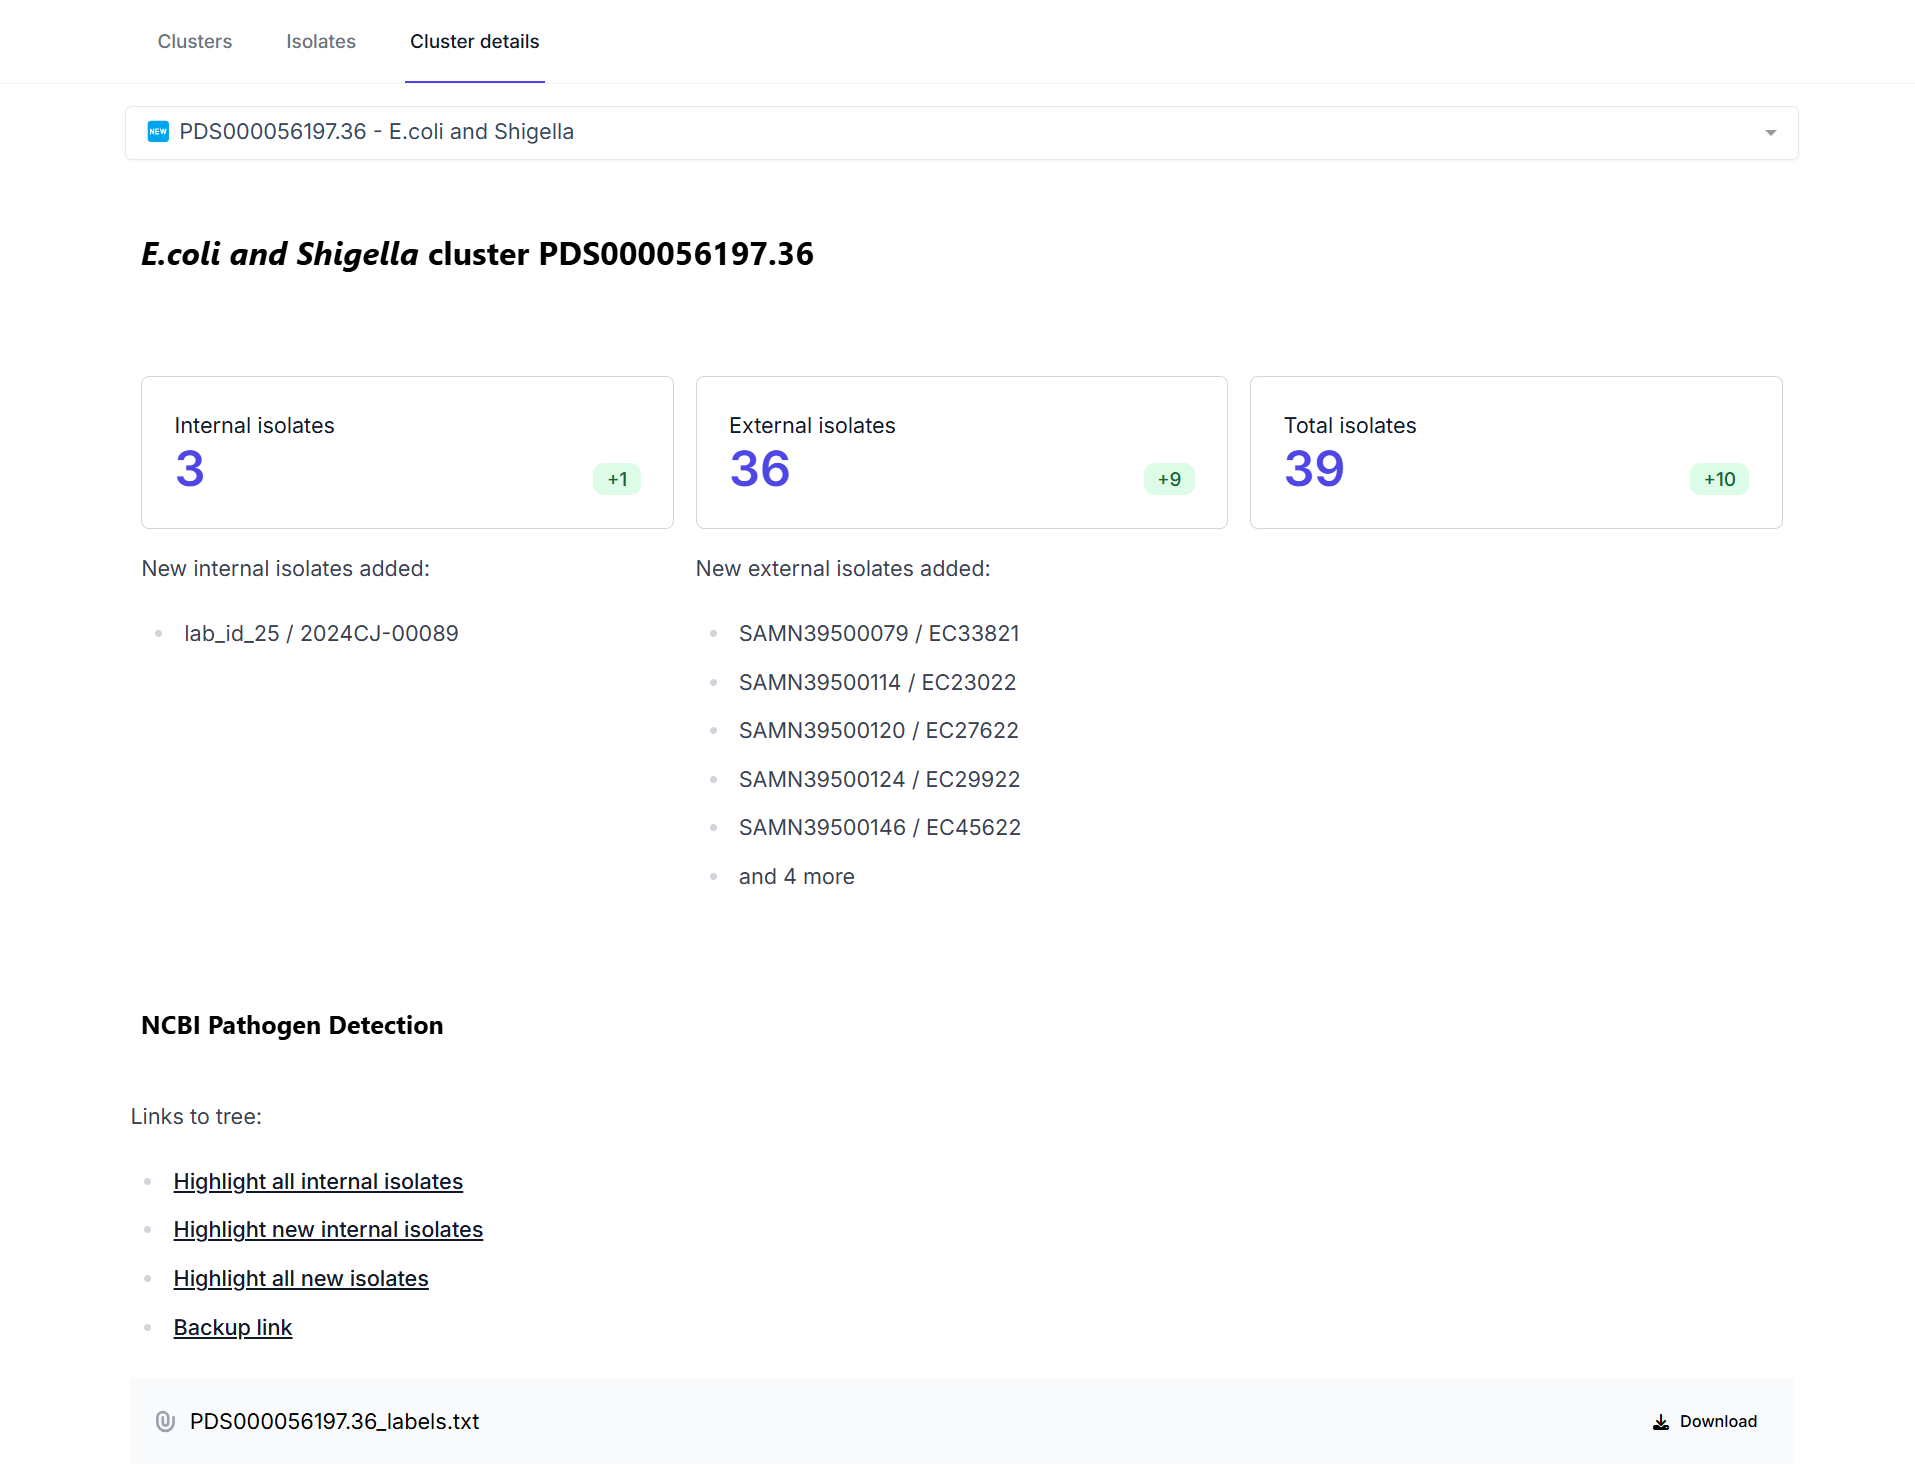 Clusters Isolates Cluster details
NEW PDS000056197.36 - E.coli and Shigella
E.coli and Shigella cluster PDS000056197.36
Internal isolates
3
+1
External isolates
36
+9
Total isolates
39
+10
New internal isolates added:
lab_id_25 / 2024CJ-00089
New external isolates added:
SAMN39500079 / EC33821
SAMN39500114 / EC23022
SAMN39500120 / EC27622
SAMN39500124 / EC29922
SAMN39500146 / EC45622
and 4 more
NCBI Pathogen Detection
Links to tree:
Highlight all internal isolates
Highlight new internal isolates
Highlight all new isolates
Backup link
PDS000056197.36_labels.txt Download